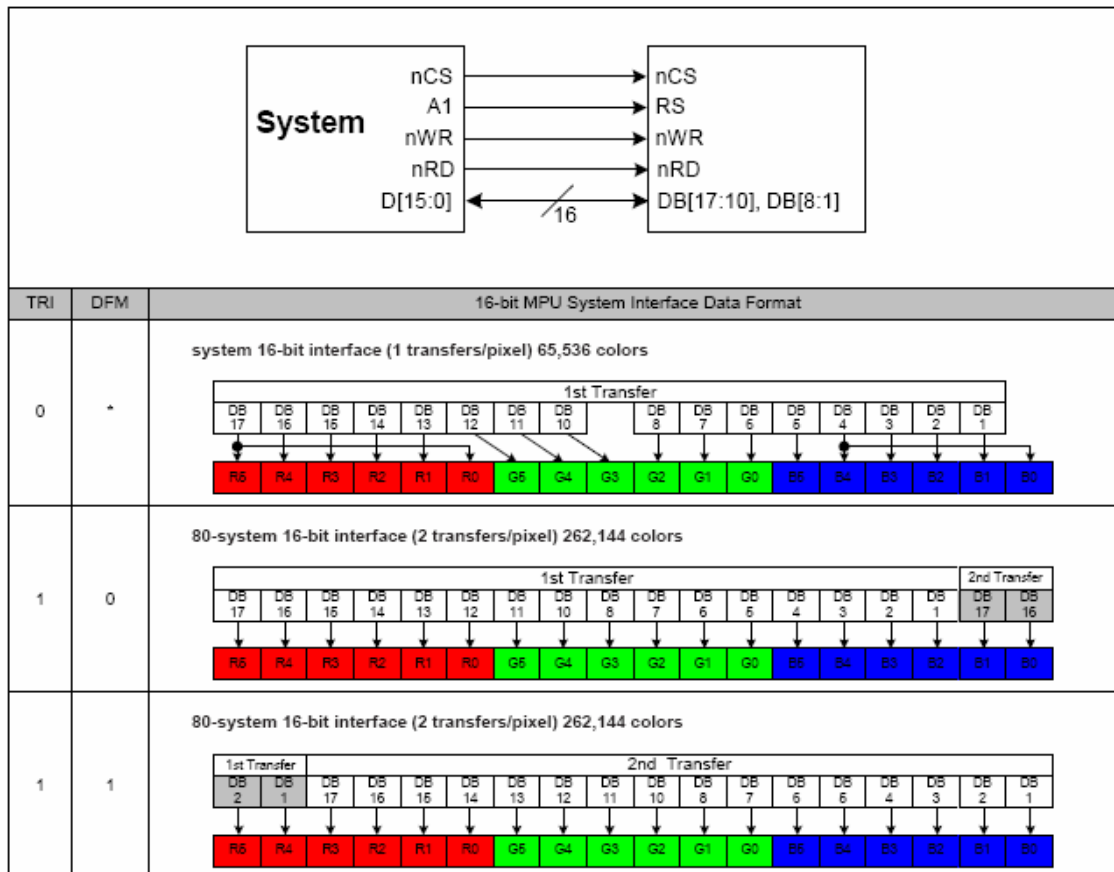 nCS nCS
A1 RS
System
nWR nWR
nRD nRD
D[15:0] 16 DB[17:10], DB[8:1]
TRI DFM 16-bit MPU System Interface Data Format
system 16-bit interface (1 transfers/pixel) 65,536 colors
0 *
1st Transfer
DB DB DB DB DB DB DB DB DB DB DB DB DB DB DB DB
17 16 15 14 13 12 11 10 8 7 6 5 4 3 2 1
R5 R4 R3 R2 R1 R0 G5 G4 G3 G2 G1 G0 B5 B4 B3 B2 B1 B0
80-system 16-bit interface (2 transfers/pixel) 262,144 colors
1 0
1st Transfer 2nd Transfer
DB DB DB DB DB DB DB DB DB DB DB DB DB DB DB DB DB DB
17 16 15 14 13 12 11 10 8 7 6 5 4 3 2 1 17 16
R5 R4 R3 R2 R1 R0 G5 G4 G3 G2 G1 G0 B5 B4 B3 B2 B1 B0
80-system 16-bit interface (2 transfers/pixel) 262,144 colors
1 1
1st Transfer 2nd Transfer
DB DB DB DB DB DB DB DB DB DB DB DB DB DB DB DB DB DB
2 1 17 16 15 14 13 12 11 10 8 7 6 5 4 3 2 1
R5 R4 R3 R2 R1 R0 G5 G4 G3 G2 G1 G0 B5 B4 B3 B2 B1 B0